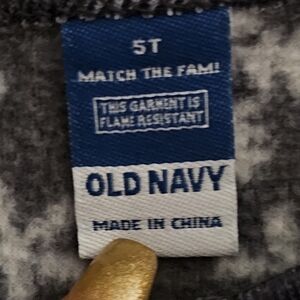 5T
MATCH THE FAM!
THIS GARMENT IS
FLAME RESISTANT
OLD NAVY
MADE IN CHINA